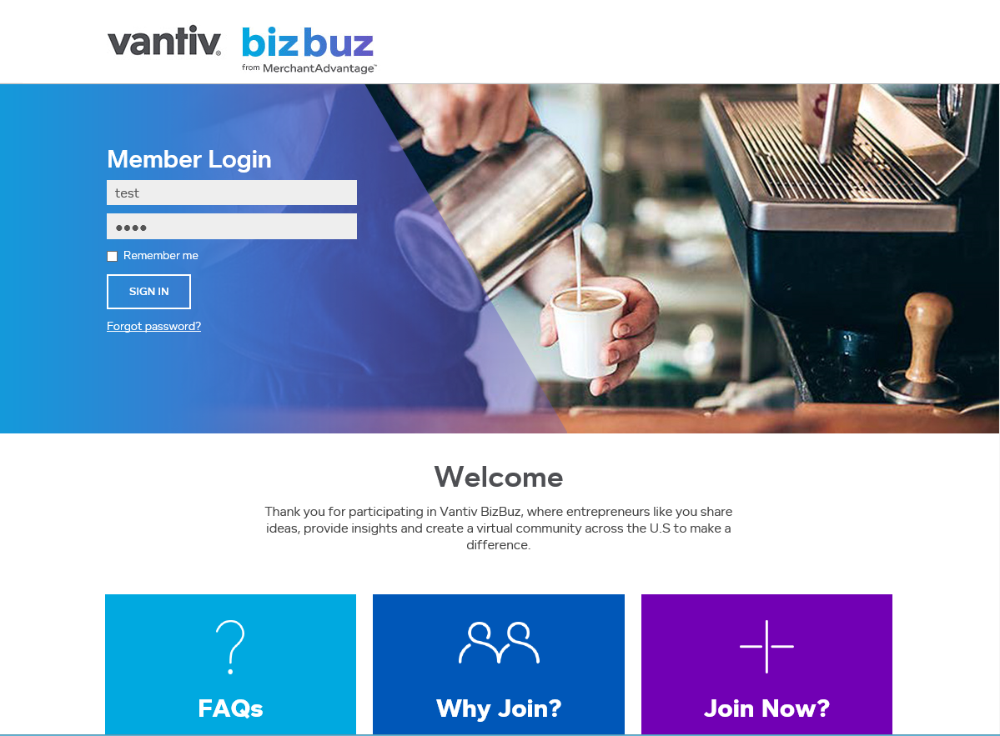 vantiv®
bizbuz
from MerchantAdvantage™
Member Login
test
●●●●
Remember me
SIGN IN
Forgot password?
Welcome
Thank you for participating in Vantiv BizBuz, where entrepreneurs like you share
ideas, provide insights and create a virtual community across the U.S to make a
difference.
FAQs
Why Join?
Join Now?